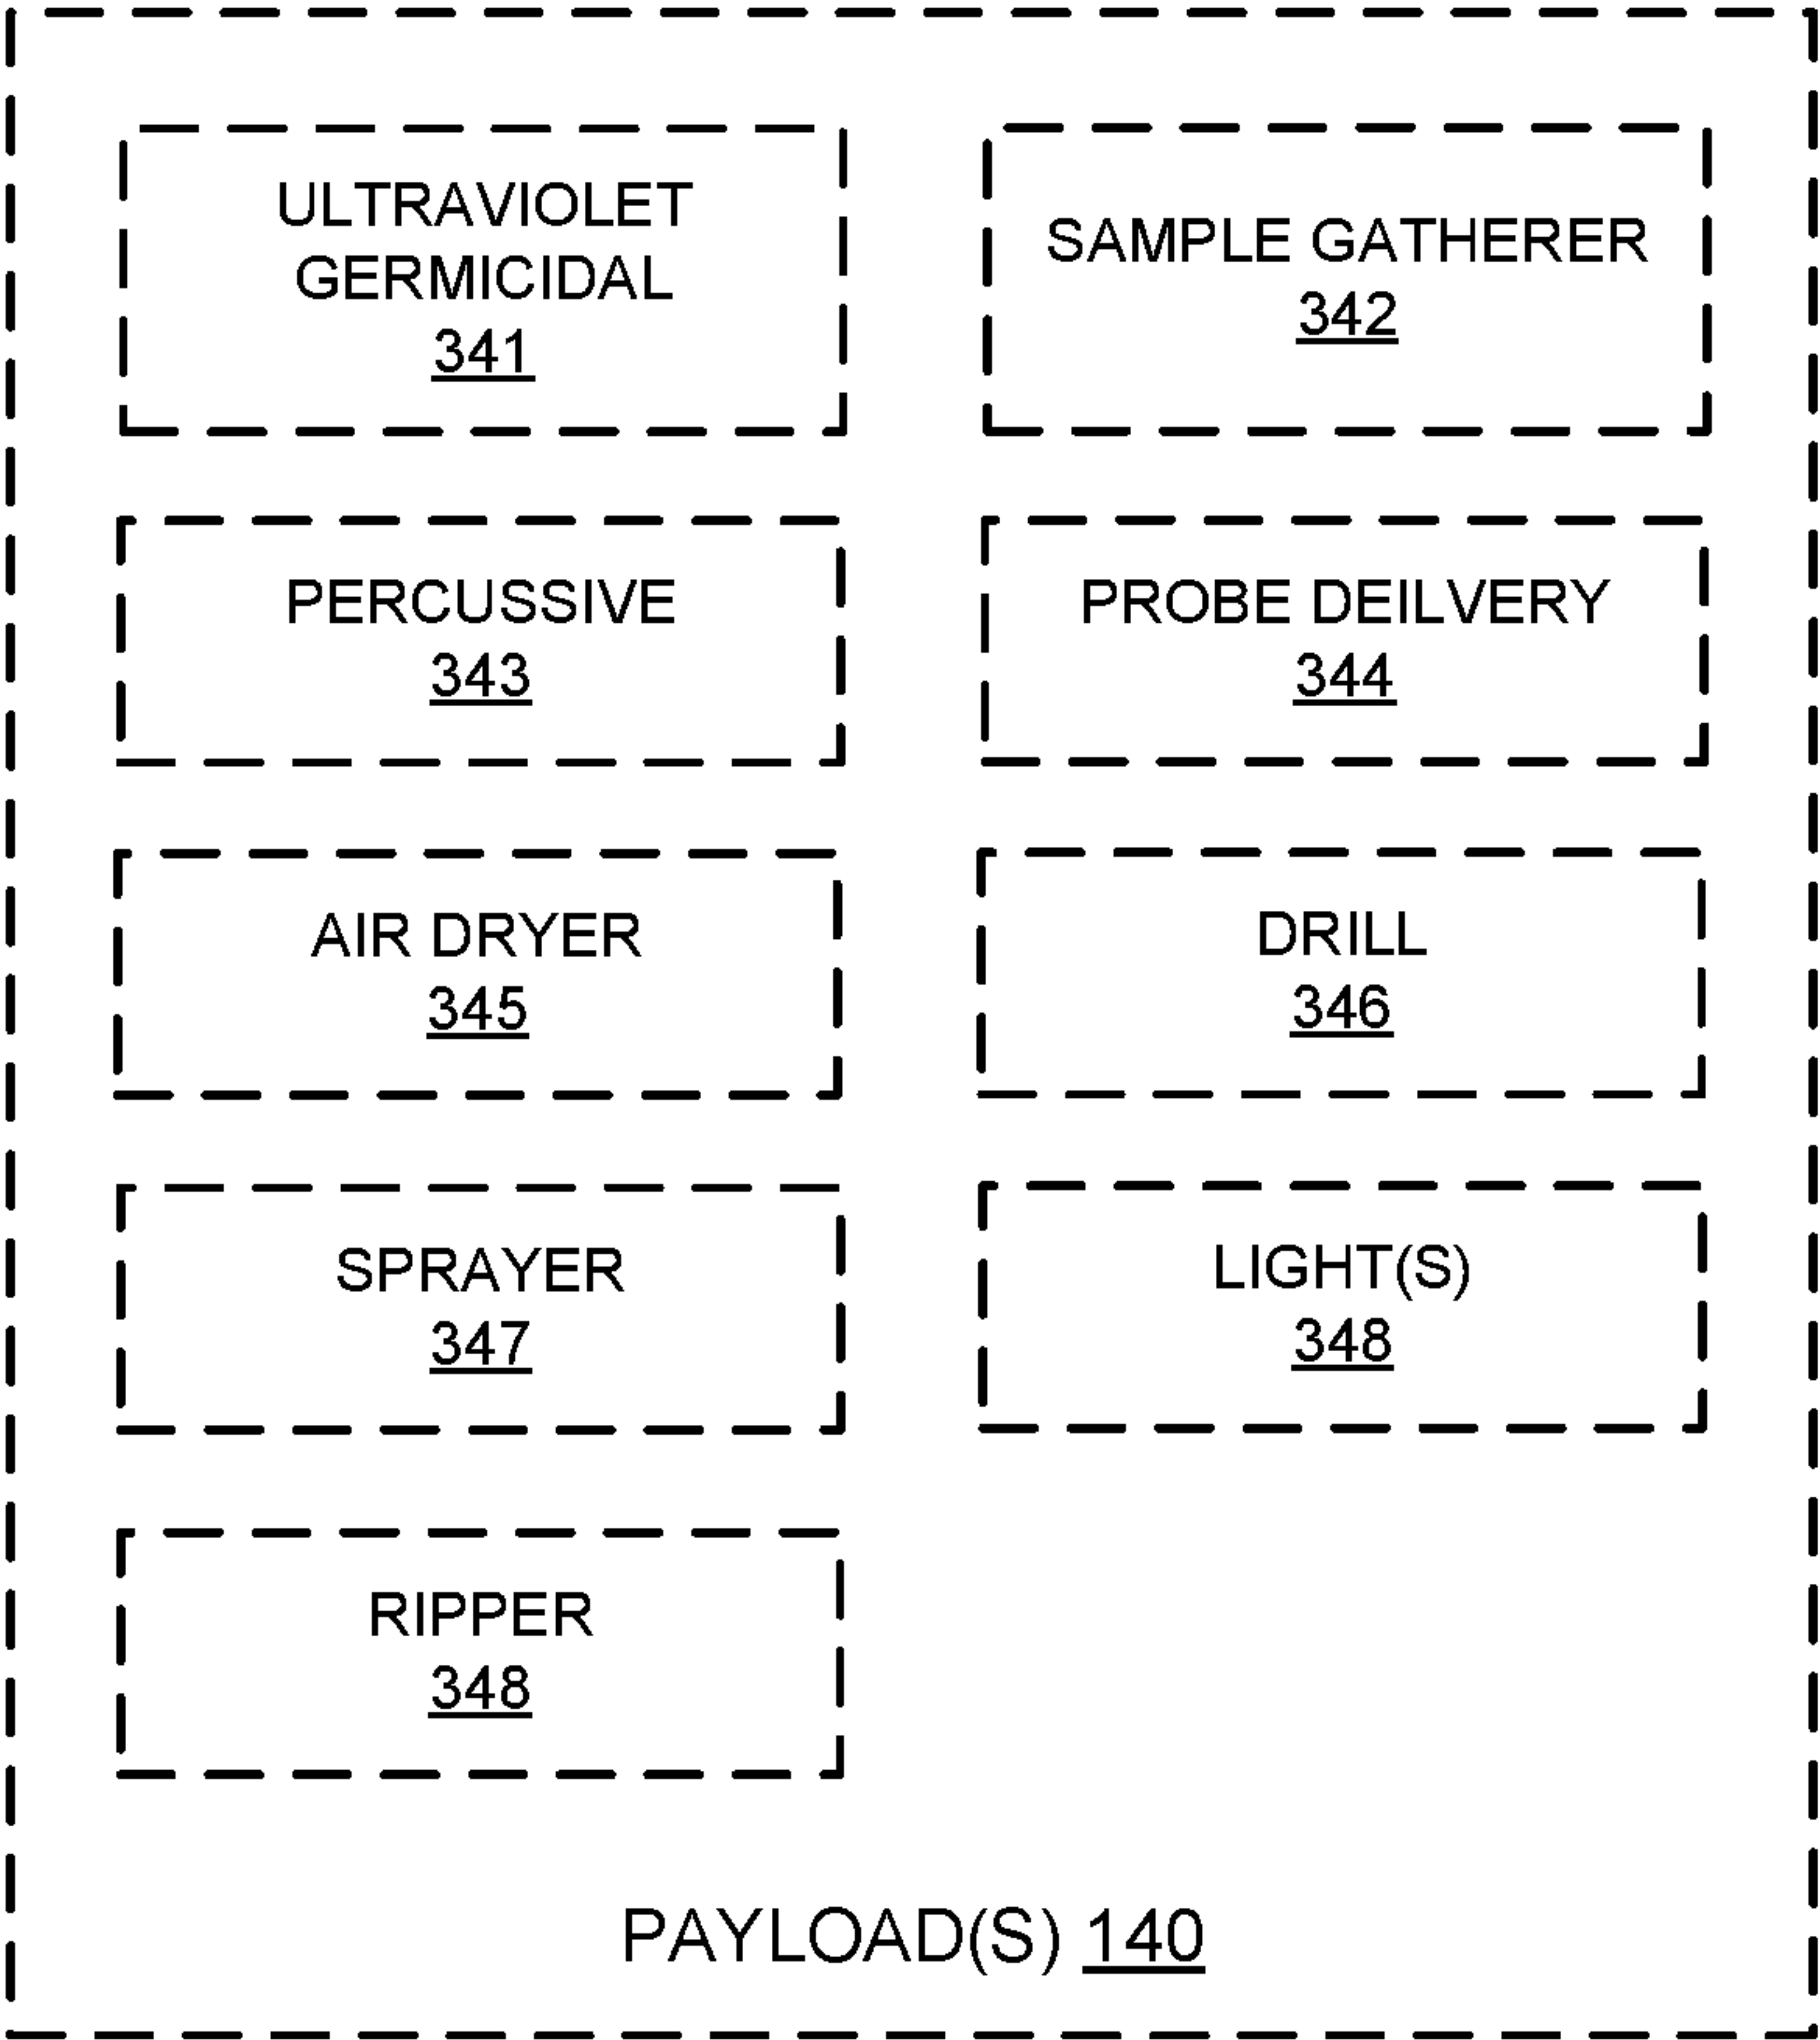 ULTRAVIOLET
GERMICIDAL
341
SAMPLE GATHERER
342
PERCUSSIVE
343
PROBE DEILVERY
344
AIR DRYER
345
DRILL
346
SPRAYER
347
LIGHT(S)
348
RIPPER
348
PAYLOAD(S) 140